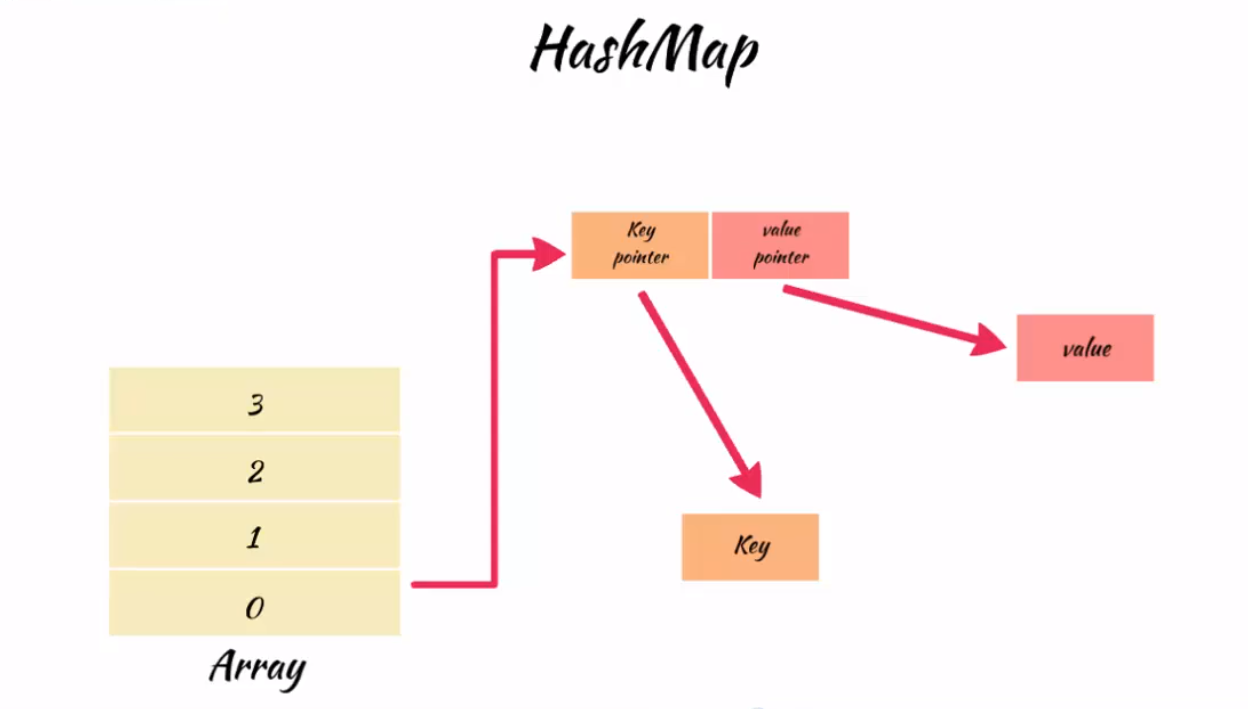 HashMap
Key
pointer
value
pointer
value
3
2
1
0
Key
Array